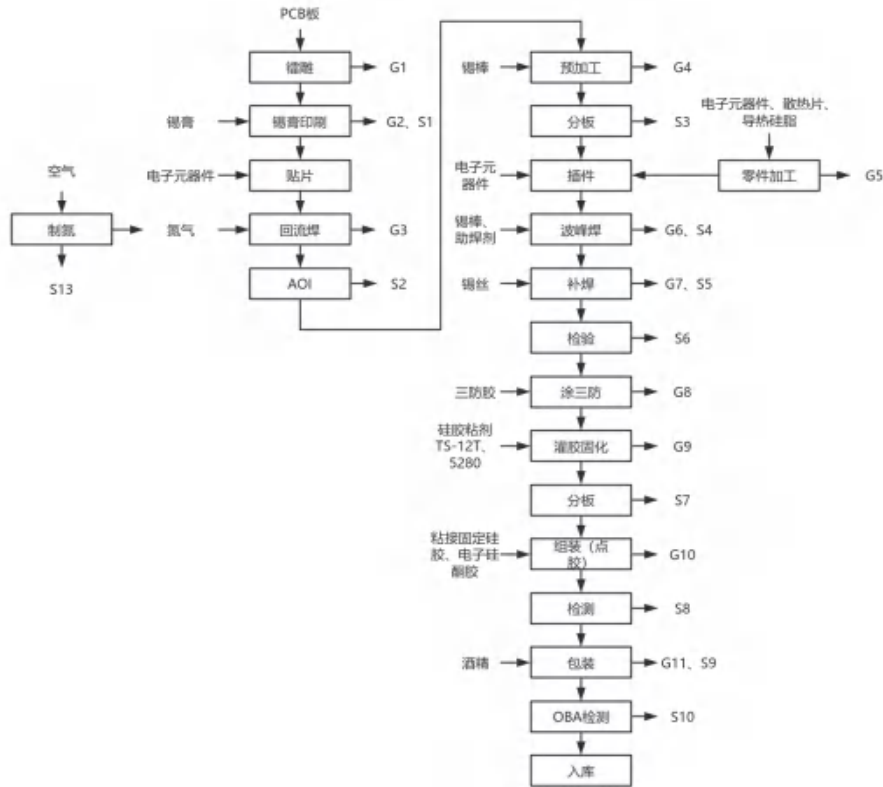 PCB板
镭雕
G1
锡膏
锡膏印刷
G2、S1
电子元器件
贴片
空气
制氮
S13
氮气
回流焊
G3
AOI
S2
锡棒
预加工
G4
分板
S3
电子元器件、散热片、
导热硅脂
零件加工
G5
电子元
器件
插件
锡棒、
助焊剂
波峰焊
G6、S4
锡丝
补焊
G7、S5
检验
S6
三防胶
涂三防
G8
硅胶粘剂
TS-12T、
5280
灌胶固化
G9
分板
S7
粘接固定硅
胶、电子硅
酮胶
组装（点
胶）
G10
检测
S8
酒精
包装
G11、S9
OBA检测
S10
入库